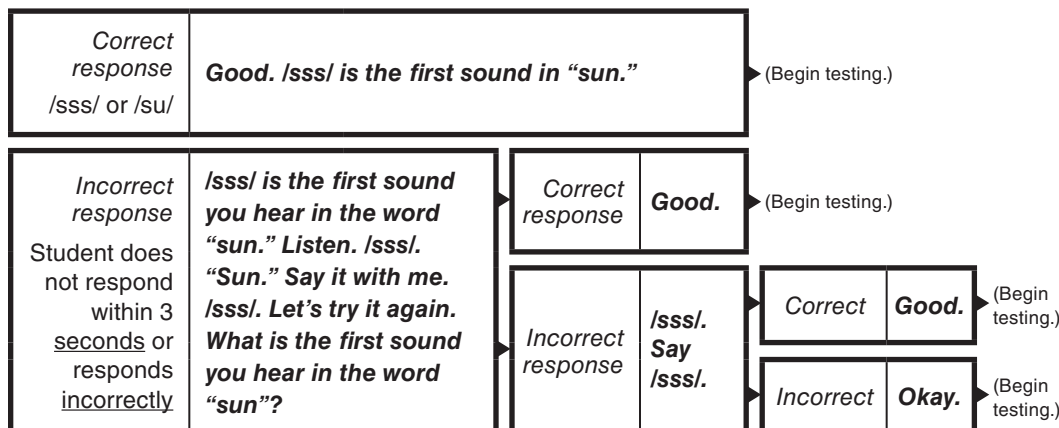 Correct
response
/sss/ or /su/
Good. /sss/ is the first sound in “sun.”
(Begin testing.)
Incorrect
response
Student does
not respond
within 3
seconds or
responds
incorrectly
/sss/ is the first sound
you hear in the word
“sun.” Listen. /sss/.
“Sun.” Say it with me.
/sss/. Let’s try it again.
What is the first sound
you hear in the word
“sun”?
Correct
response
Good.
(Begin testing.)
Incorrect
response
/sss/.
Say
/sss/.
Correct
Good.
(Begin
testing.)
Incorrect
Okay.
(Begin
testing.)